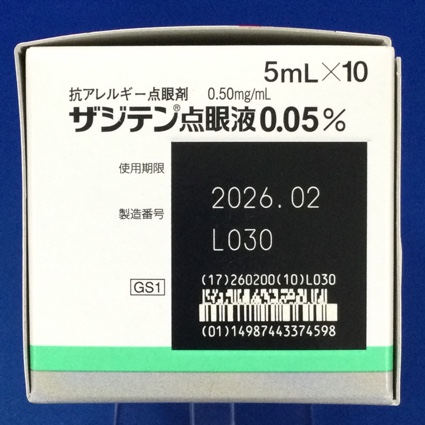 5mL×10
抗アレルギー点眼剤 0.50mg/mL
ザジテン®点眼液0.05%
使用期限 2026.02
製造番号 L030
GS1
(17)260200(10)L030
(01)14987443374598